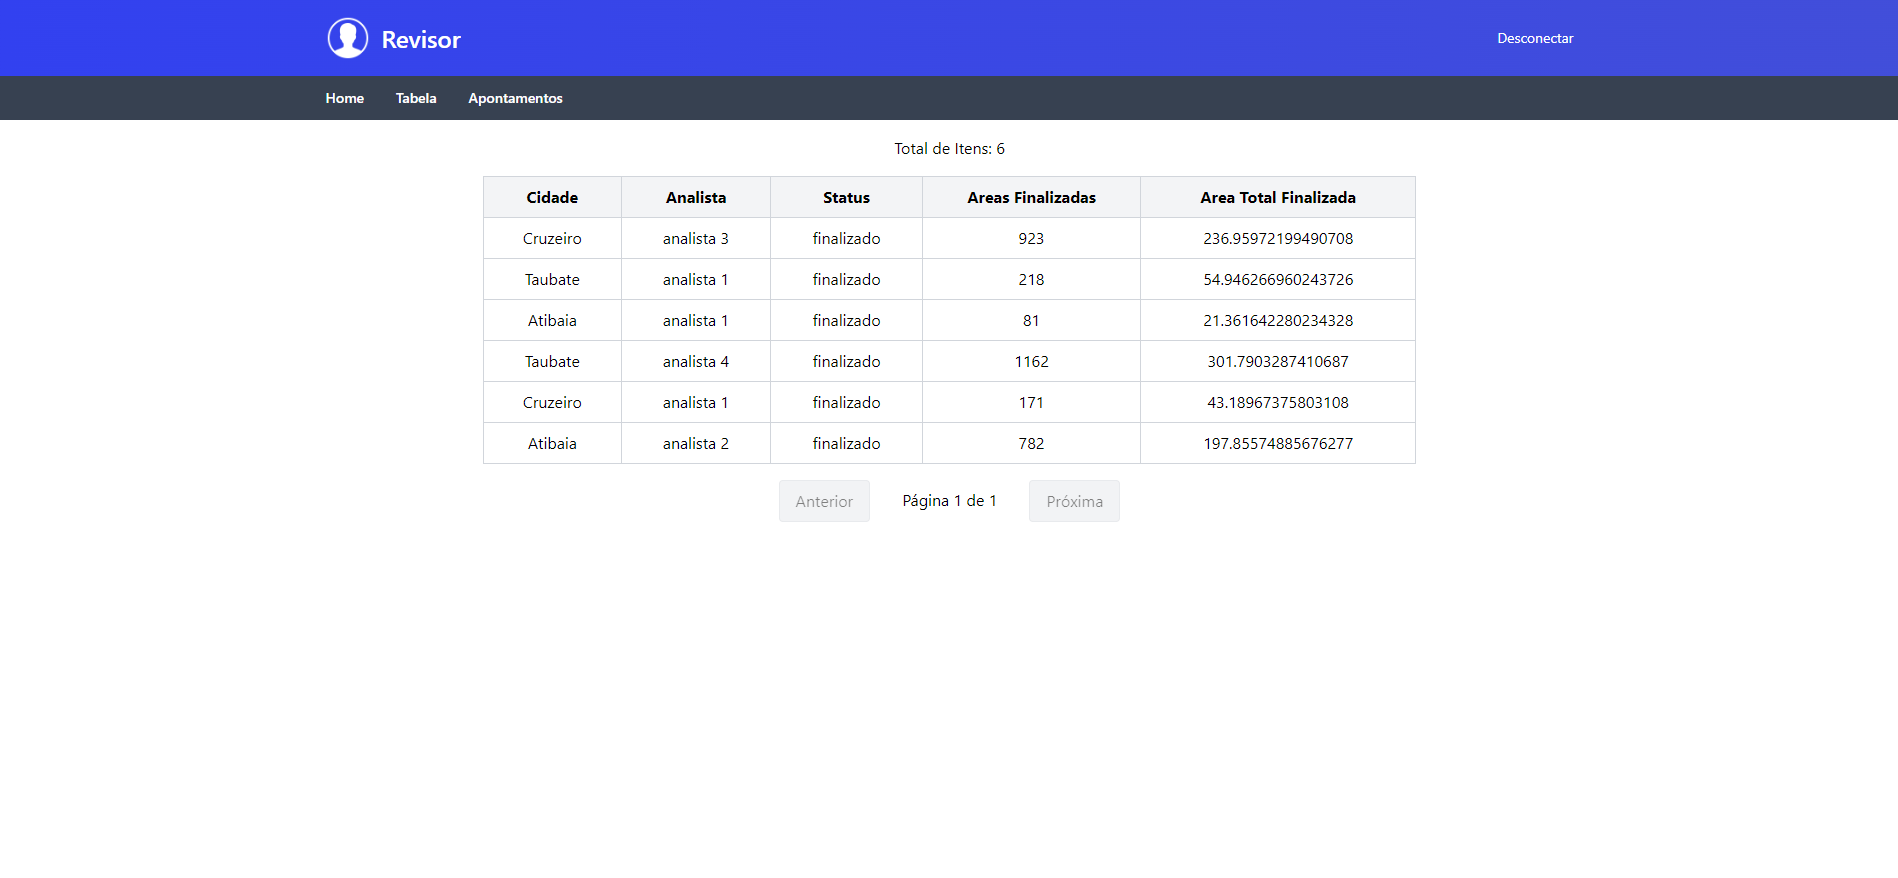 Revisor
Desconectar
Home Tabela Apontamentos
Total de Itens: 6
Cidade Analista Status Areas Finalizadas Area Total Finalizada
Cruzeiro analista 3 finalizado 923 236.95972199490708
Taubate analista 1 finalizado 218 54.946266960243726
Atibaia analista 1 finalizado 81 21.361642280234328
Taubate analista 4 finalizado 1162 301.7903287410687
Cruzeiro analista 1 finalizado 171 43.18967375803108
Atibaia analista 2 finalizado 782 197.85574885676277
Anterior Página 1 de 1 Próxima